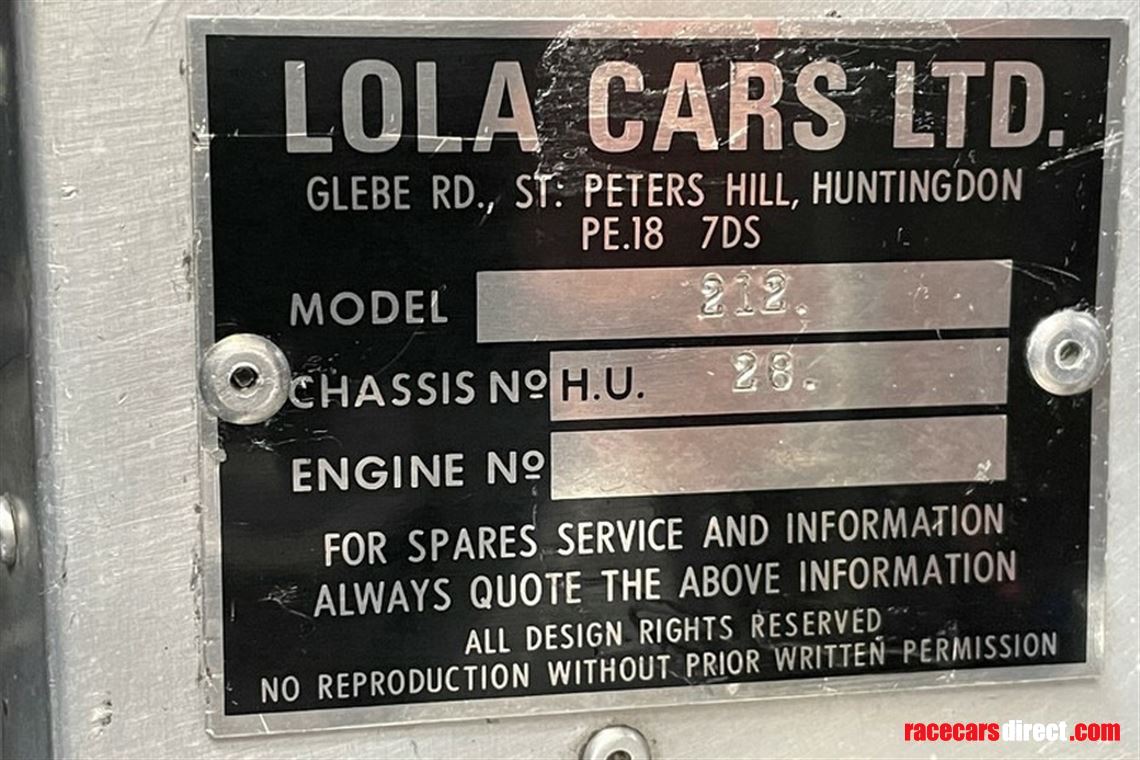 LOLA CARS LTD.
GLEBE RD., ST. PETERS HILL, HUNTINGDON
PE.18 7DS
MODEL 212.
CHASSIS Nº H.U. 28.
ENGINE Nº
FOR SPARES SERVICE AND INFORMATION
ALWAYS QUOTE THE ABOVE INFORMATION
ALL DESIGN RIGHTS RESERVED
NO REPRODUCTION WITHOUT PRIOR WRITTEN PERMISSION
racecarsdirect.com